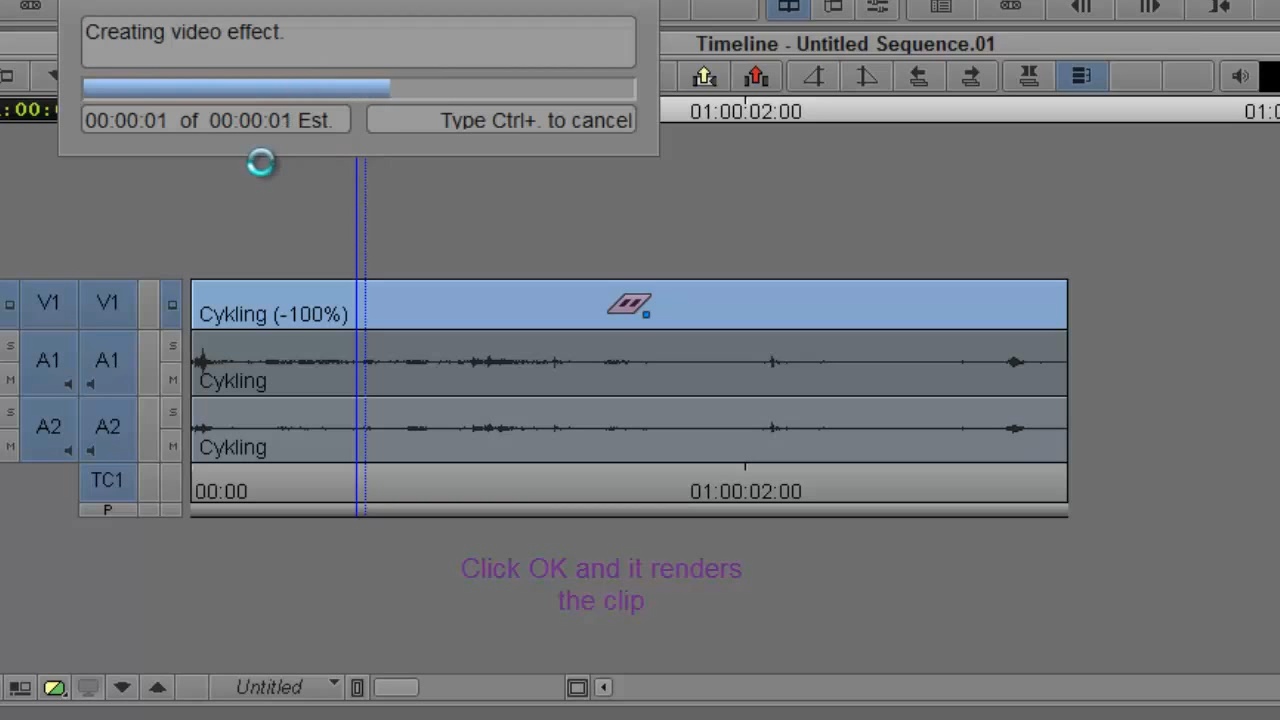 Creating video effect.
00:00:01 of 00:00:01 Est.
Type Ctrl+. to cancel
Timeline - Untitled Sequence.01
01:00:02:00
V1 V1
Cykling (-100%)
S S
A1 A1
M M
Cykling
S S
A2 A2
M M
Cykling
TC1
00:00
01:00:02:00
P
Click OK and it renders
the clip
Untitled